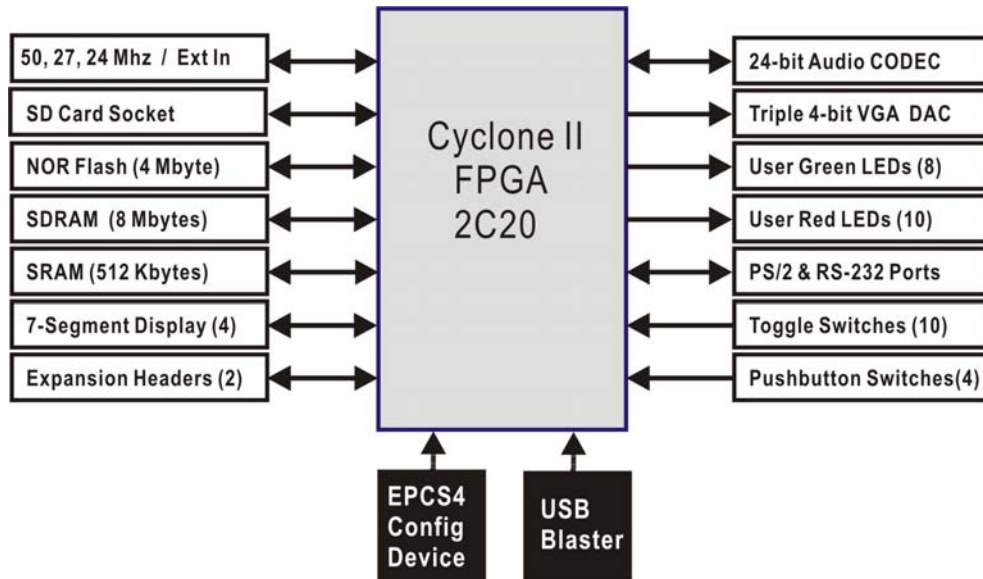 50, 27, 24 Mhz / Ext In
SD Card Socket
NOR Flash (4 Mbyte)
SDRAM (8 Mbytes)
SRAM (512 Kbytes)
7-Segment Display (4)
Expansion Headers (2)
Cyclone II
FPGA
2C20
24-bit Audio CODEC
Triple 4-bit VGA DAC
User Green LEDs (8)
User Red LEDs (10)
PS/2 & RS-232 Ports
Toggle Switches (10)
Pushbutton Switches(4)
EPCS4
Config
Device
USB
Blaster